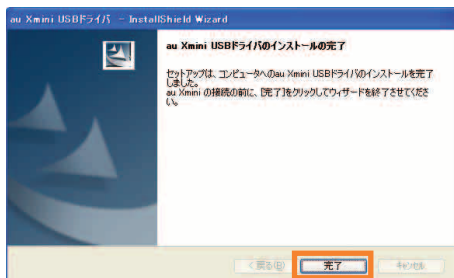 au Xmini USBドライバ － InstallShield Wizard
au Xmini USBドライバのインストールの完了
セットアップは、コンピュータへのau Xmini USBドライバのインストールを完了
しました。
au Xmini の接続の前に、[完了]をクリックしてウィザードを終了させてくださ
い。
< 戻る(B)
完了
キャンセル